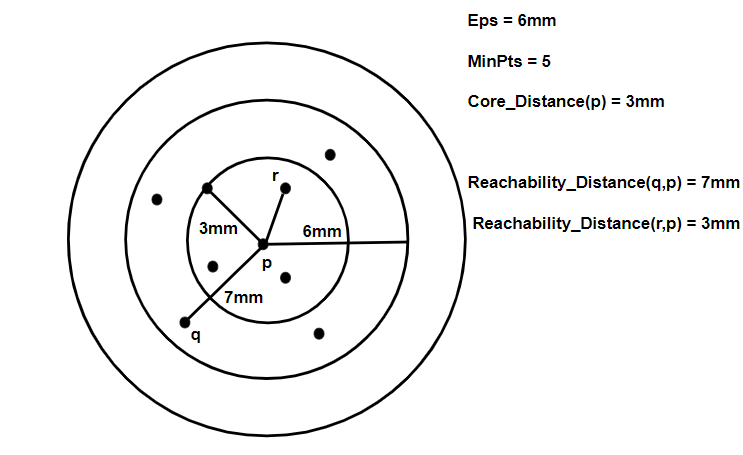 Eps = 6mm
MinPts = 5
Core_Distance(p) = 3mm
Reachability_Distance(q,p) = 7mm
Reachability_Distance(r,p) = 3mm
r
3mm
6mm
p
7mm
q